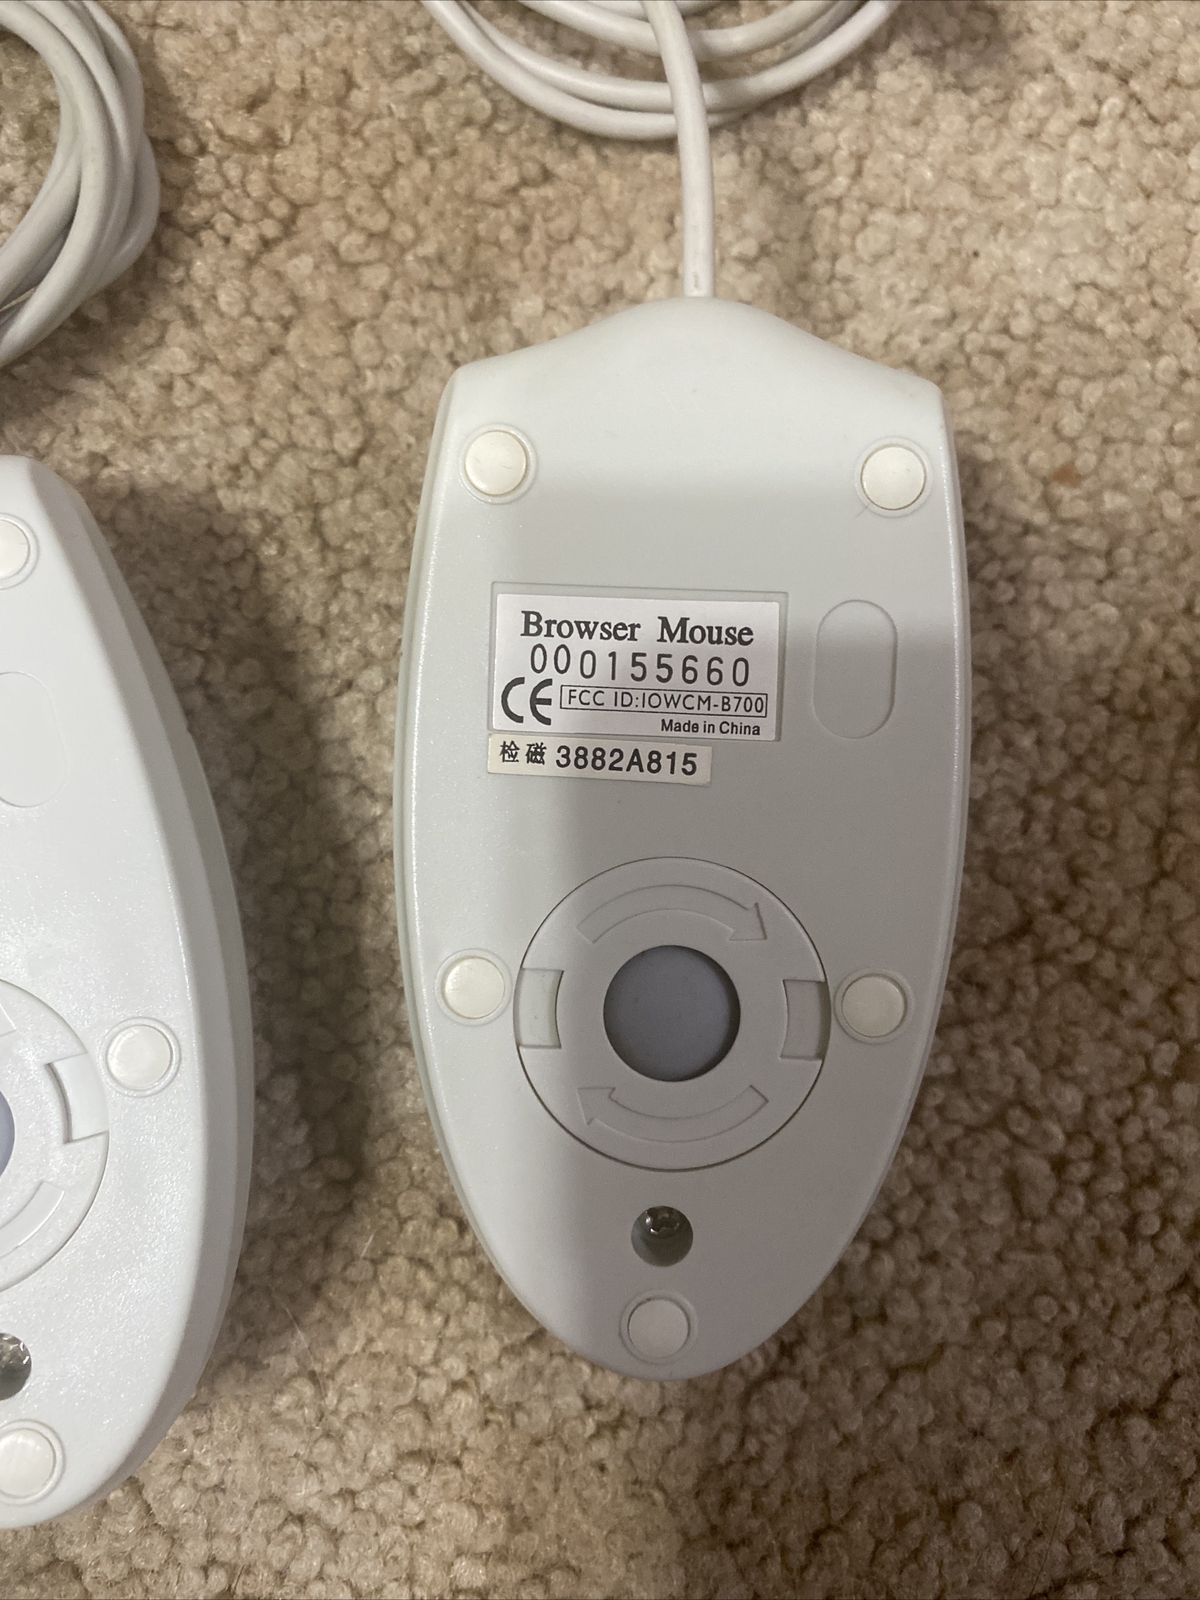 Browser Mouse
000155660
CE FCC ID:IOWCM-B700
Made in China
检磁 3882A815